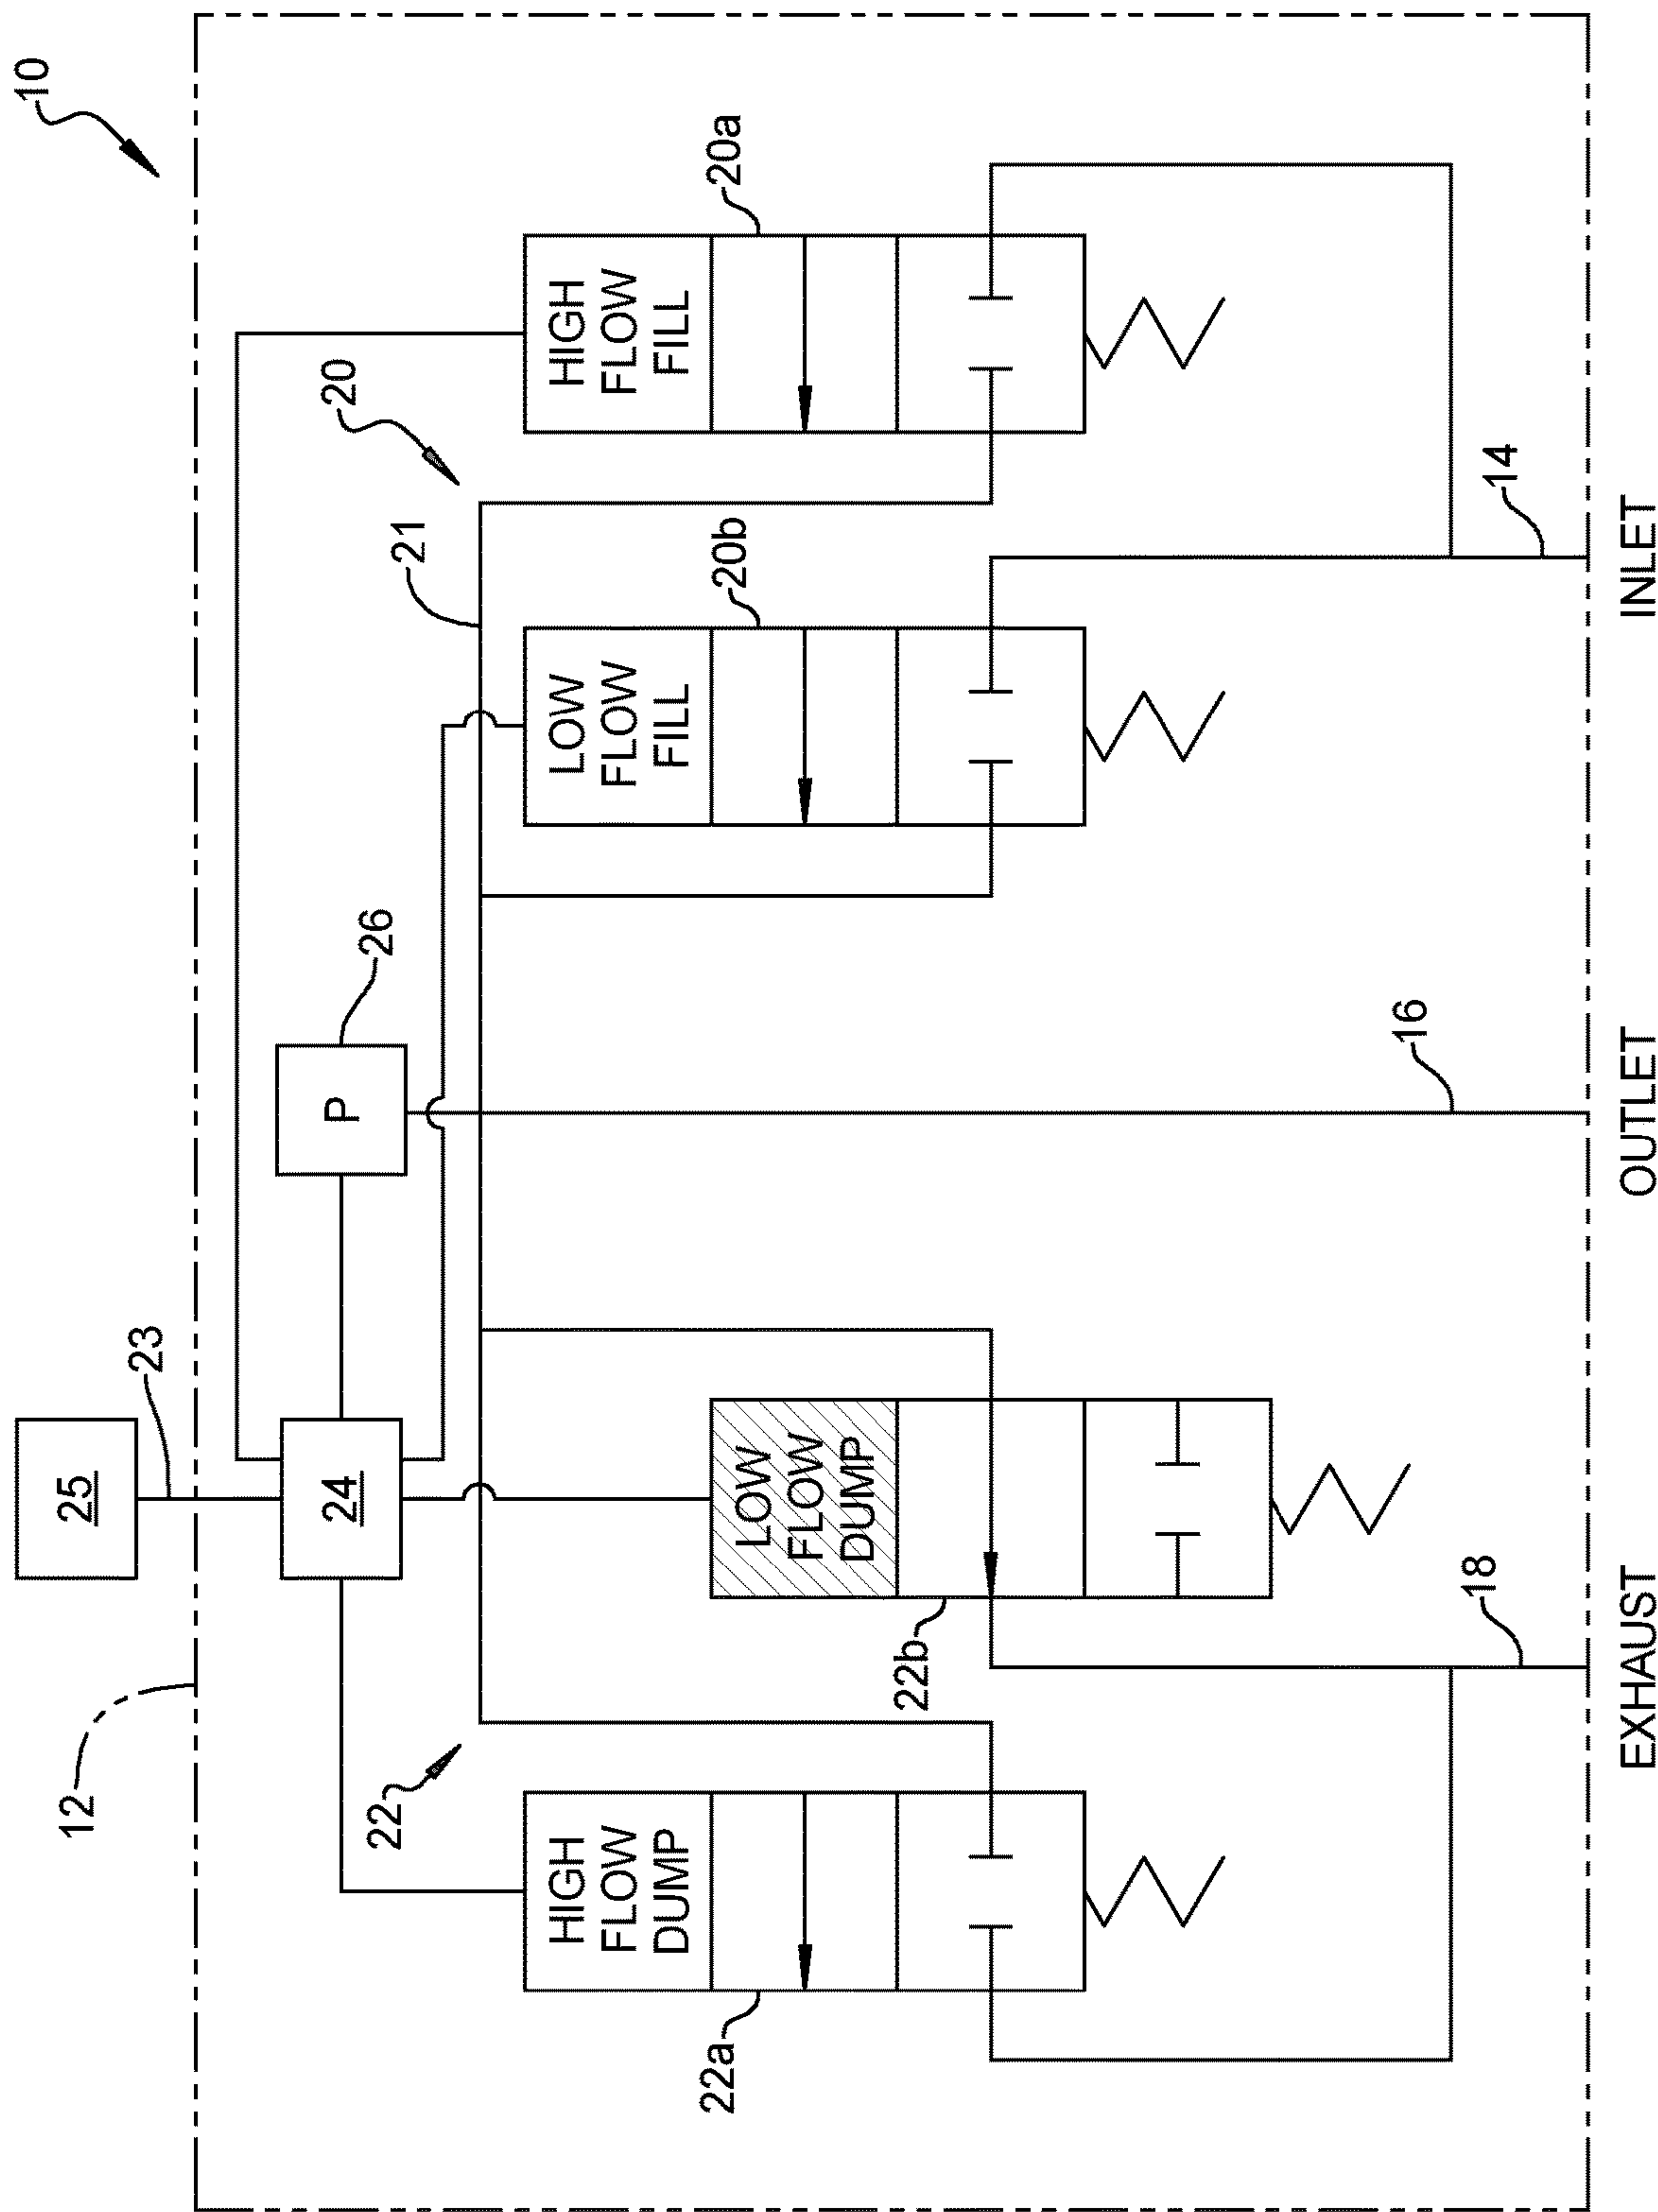 10
12
25
23
24
P
26
20
22
21
HIGH
FLOW
DUMP
LOW
FLOW
FILL
HIGH
FLOW
FILL
22a
20b
20a
LOW
FLOW
DUMP
22b
18
16
14
EXHAUST
OUTLET
INLET